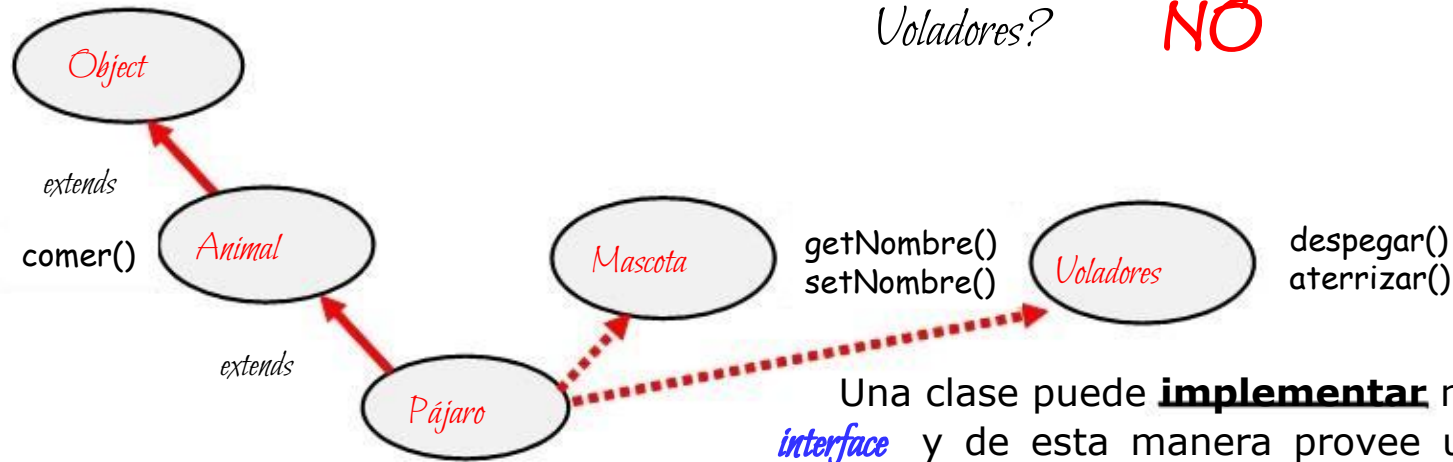 Voladores? NO
Object
extends
comer()
Animal
Mascota
getNombre()
setNombre()
Voladores
despegar()
aterrizar()
extends
Pájaro
Una clase puede implementar
interface y de esta manera provee